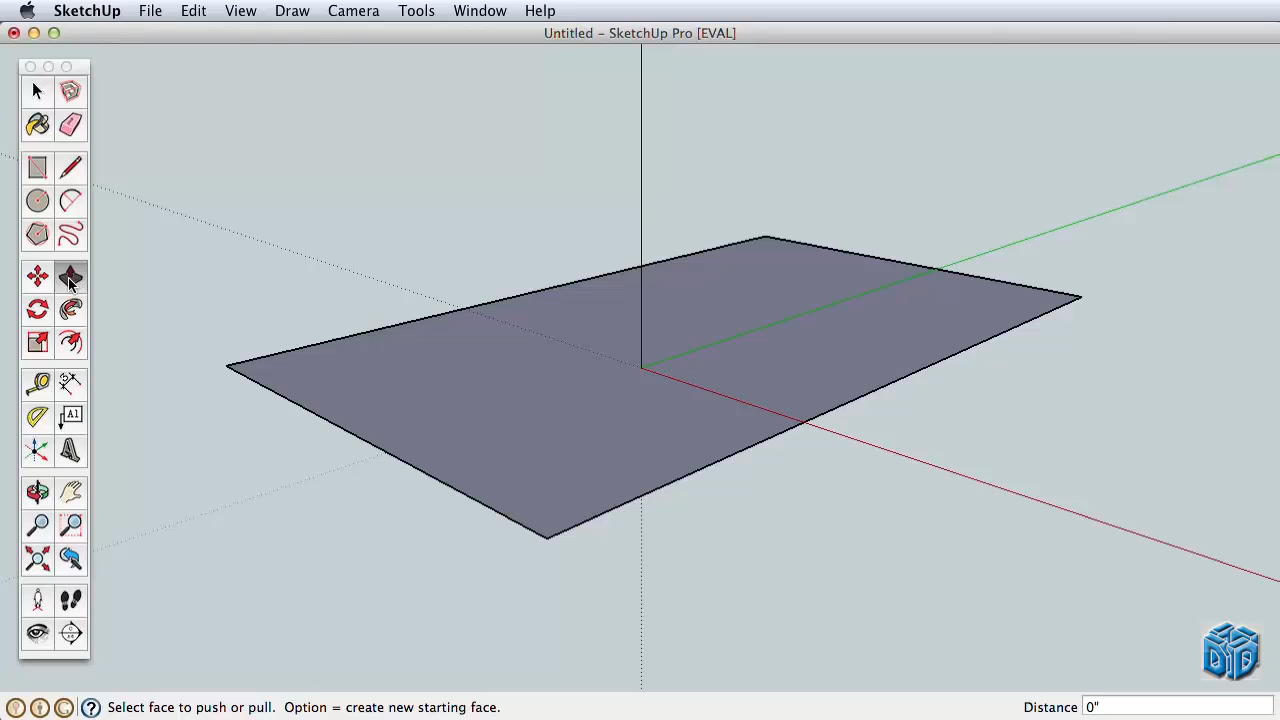 SketchUp File Edit View Draw Camera Tools Window Help
Untitled – SketchUp Pro [EVAL]
A1
Select face to push or pull. Option = create new starting face. Distance 0"